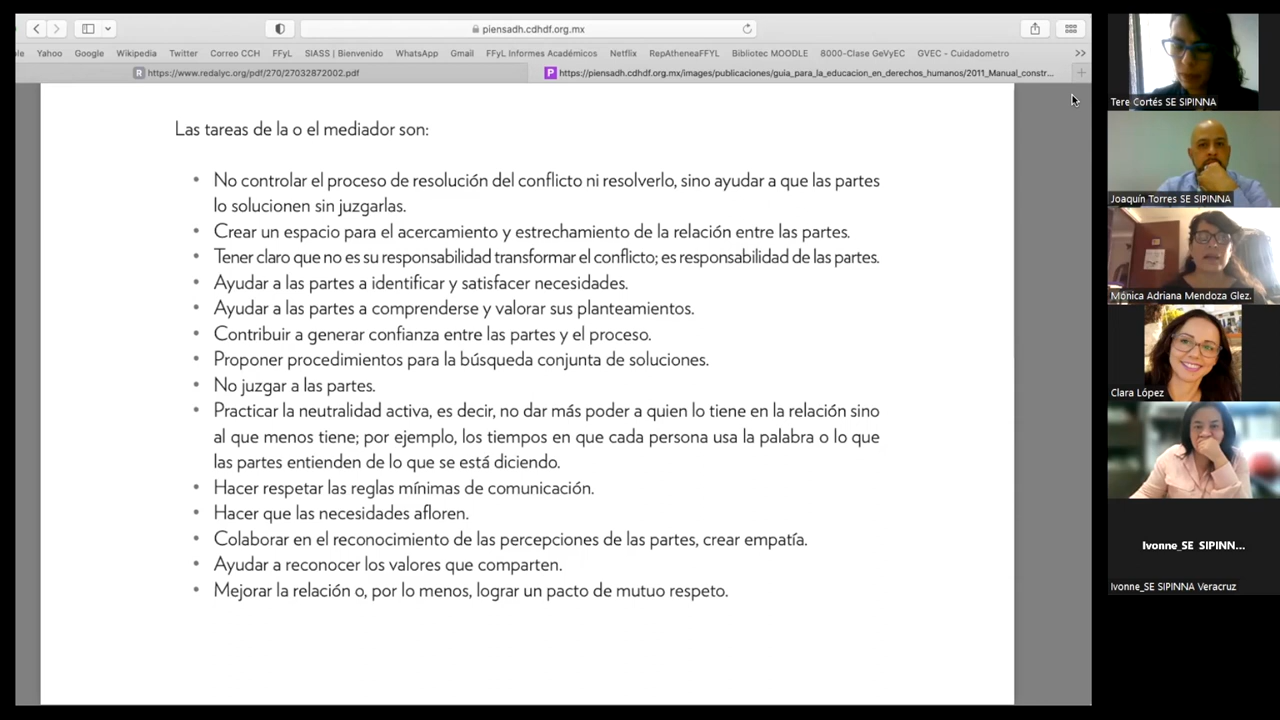 piensadh.cdhdf.org.mx
le Yahoo Google Wikipedia Twitter Correo CCH FFyL SIASS | Bienvenido WhatsApp Gmail FFyL Informes Académicos Netflix RepAtheneaFFYL Bibliotec MOODLE 8000-Clase GeVyEC GVEC - Cuidadometro >>
R https://www.redalyc.org/pdf/270/27032872002.pdf
P https://piensadh.cdhdf.org.mx/images/publicaciones/guia_para_la_educacion_en_derechos_humanos/2011_Manual_constr...
Las tareas de la o el mediador son:
• No controlar el proceso de resolución del conflicto ni resolverlo, sino ayudar a que las partes
lo solucionen sin juzgarlas.
• Crear un espacio para el acercamiento y estrechamiento de la relación entre las partes.
• Tener claro que no es su responsabilidad transformar el conflicto; es responsabilidad de las partes.
• Ayudar a las partes a identificar y satisfacer necesidades.
• Ayudar a las partes a comprenderse y valorar sus planteamientos.
• Contribuir a generar confianza entre las partes y el proceso.
• Proponer procedimientos para la búsqueda conjunta de soluciones.
• No juzgar a las partes.
• Practicar la neutralidad activa, es decir, no dar más poder a quien lo tiene en la relación sino
al que menos tiene; por ejemplo, los tiempos en que cada persona usa la palabra o lo que
las partes entienden de lo que se está diciendo.
• Hacer respetar las reglas mínimas de comunicación.
• Hacer que las necesidades afloren.
• Colaborar en el reconocimiento de las percepciones de las partes, crear empatía.
• Ayudar a reconocer los valores que comparten.
• Mejorar la relación o, por lo menos, lograr un pacto de mutuo respeto.
Tere Cortés SE SIPINNA
Joaquín Torres SE SIPINNA
Mónica Adriana Mendoza Glez.
Clara López
Ivonne_SE SIPINN...
Ivonne_SE SIPINNA Veracruz